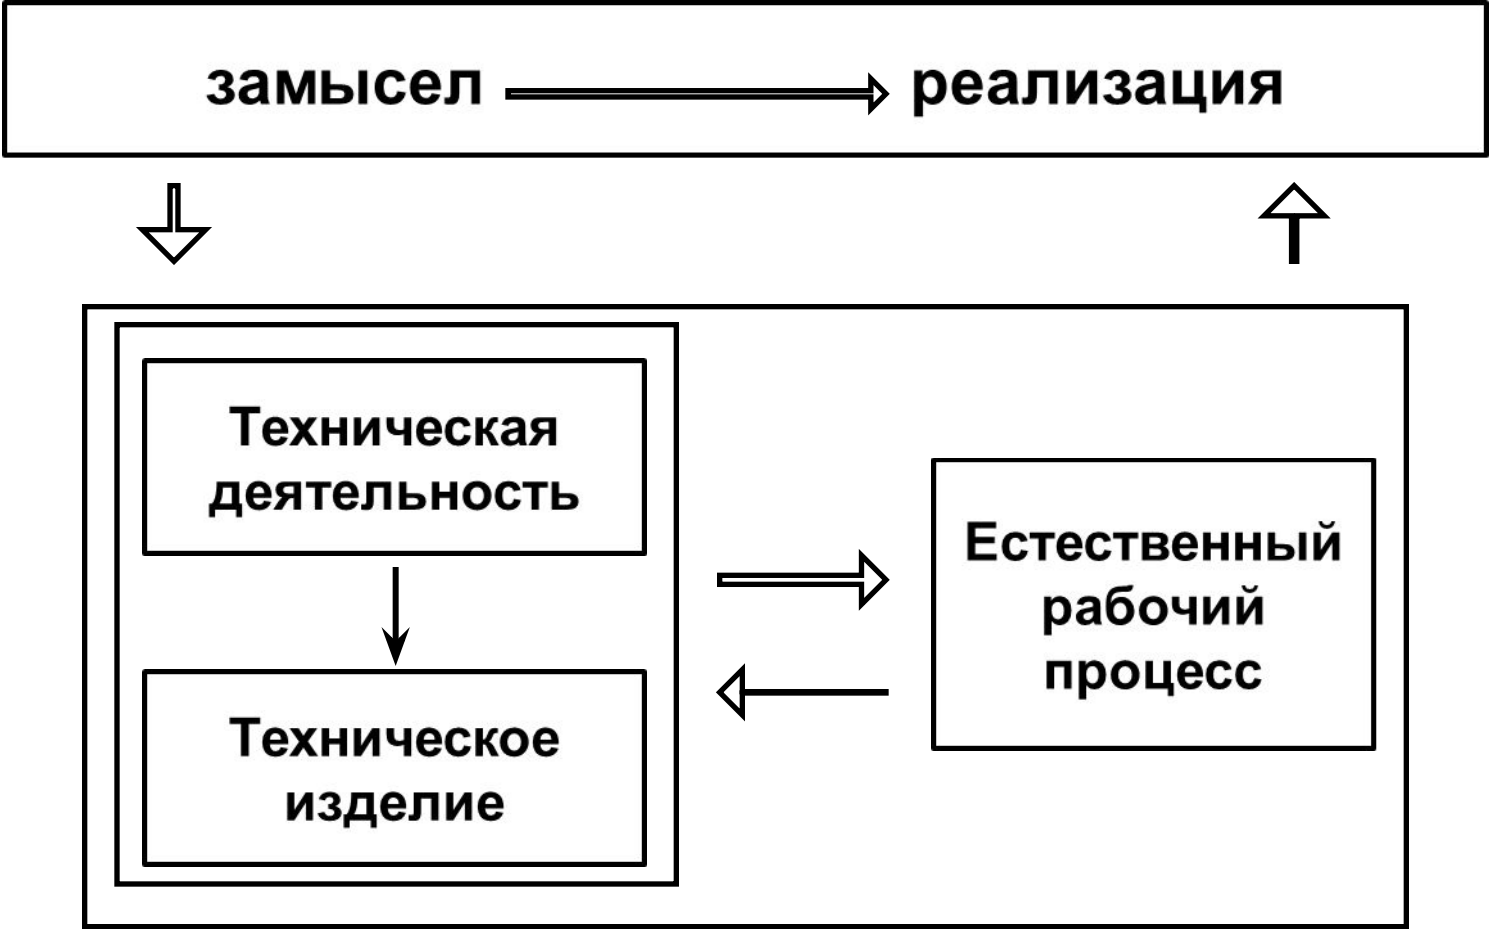 замысел реализация
Техническая
деятельность
Естественный
рабочий
процесс
Техническое
изделие